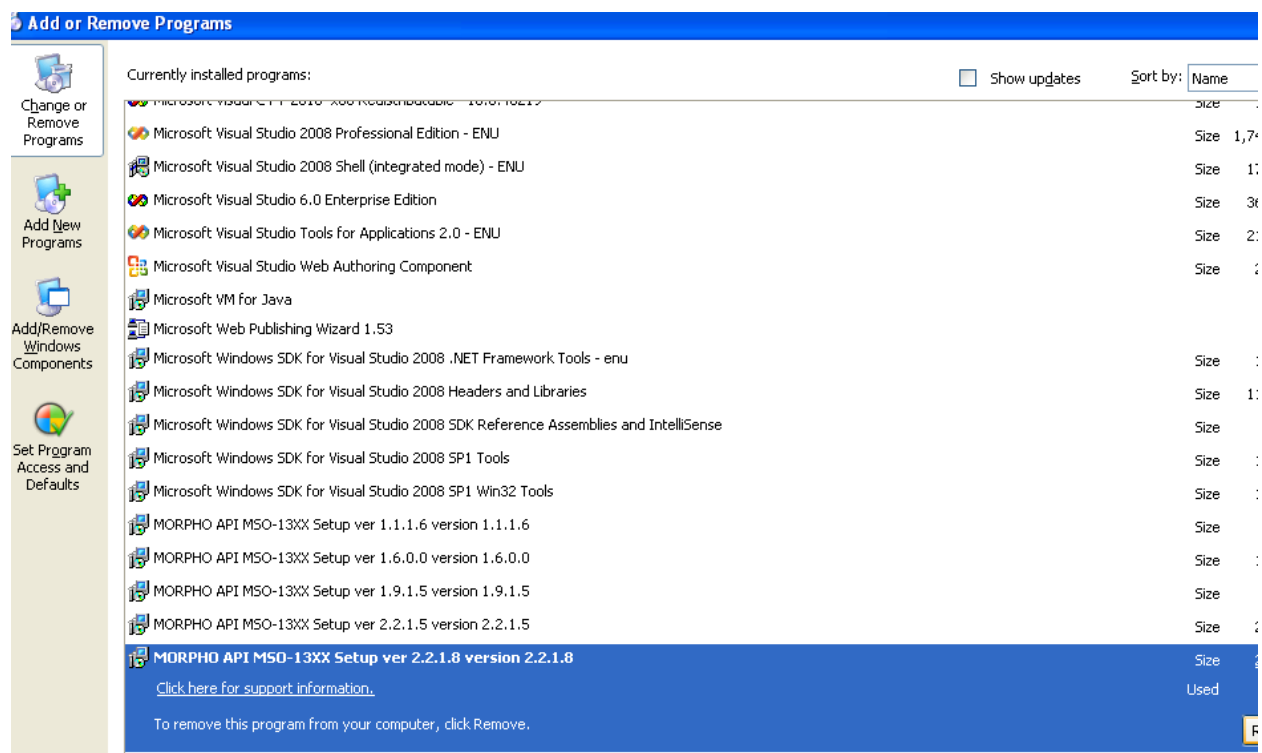 Add or Remove Programs
Change or
Remove
Programs
Add New
Programs
Add/Remove
Windows
Components
Set Program
Access and
Defaults
Currently installed programs:
Show updates
Sort by: Name
Size
Microsoft Visual Studio 2008 Professional Edition - ENU Size
Microsoft Visual Studio 2008 Shell (integrated mode) - ENU Size
Microsoft Visual Studio 6.0 Enterprise Edition Size
Microsoft Visual Studio Tools for Applications 2.0 - ENU Size
Microsoft Visual Studio Web Authoring Component Size
Microsoft VM for Java
Microsoft Web Publishing Wizard 1.53
Microsoft Windows SDK for Visual Studio 2008 .NET Framework Tools - enu Size
Microsoft Windows SDK for Visual Studio 2008 Headers and Libraries Size
Microsoft Windows SDK for Visual Studio 2008 SDK Reference Assemblies and IntelliSense Size
Microsoft Windows SDK for Visual Studio 2008 SP1 Tools Size
Microsoft Windows SDK for Visual Studio 2008 SP1 Win32 Tools Size
MORPHO API MSO-13XX Setup ver 1.1.1.6 version 1.1.1.6 Size
MORPHO API MSO-13XX Setup ver 1.6.0.0 version 1.6.0.0 Size
MORPHO API MSO-13XX Setup ver 1.9.1.5 version 1.9.1.5 Size
MORPHO API MSO-13XX Setup ver 2.2.1.5 version 2.2.1.5 Size
MORPHO API MSO-13XX Setup ver 2.2.1.8 version 2.2.1.8 Size
Click here for support information. Used
To remove this program from your computer, click Remove.